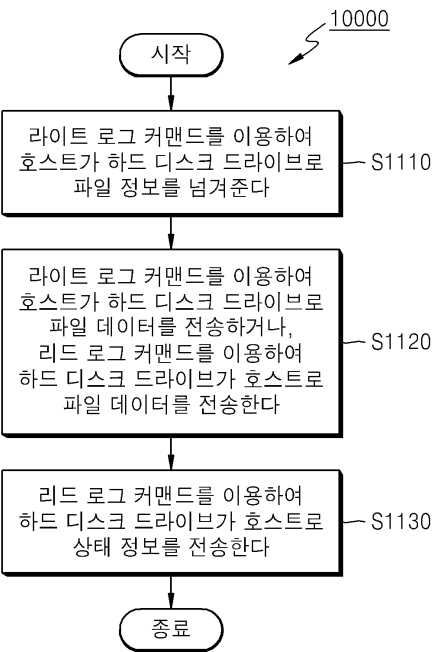 10000
시작
라이트 로그 커맨드를 이용하여
호스트가 하드 디스크 드라이브로
파일 정보를 넘겨준다
S1110
라이트 로그 커맨드를 이용하여
호스트가 하드 디스크 드라이브로
파일 데이터를 전송하거나,
리드 로그 커맨드를 이용하여
하드 디스크 드라이브가 호스트로
파일 데이터를 전송한다
S1120
리드 로그 커맨드를 이용하여
하드 디스크 드라이브가 호스트로
상태 정보를 전송한다
S1130
종료